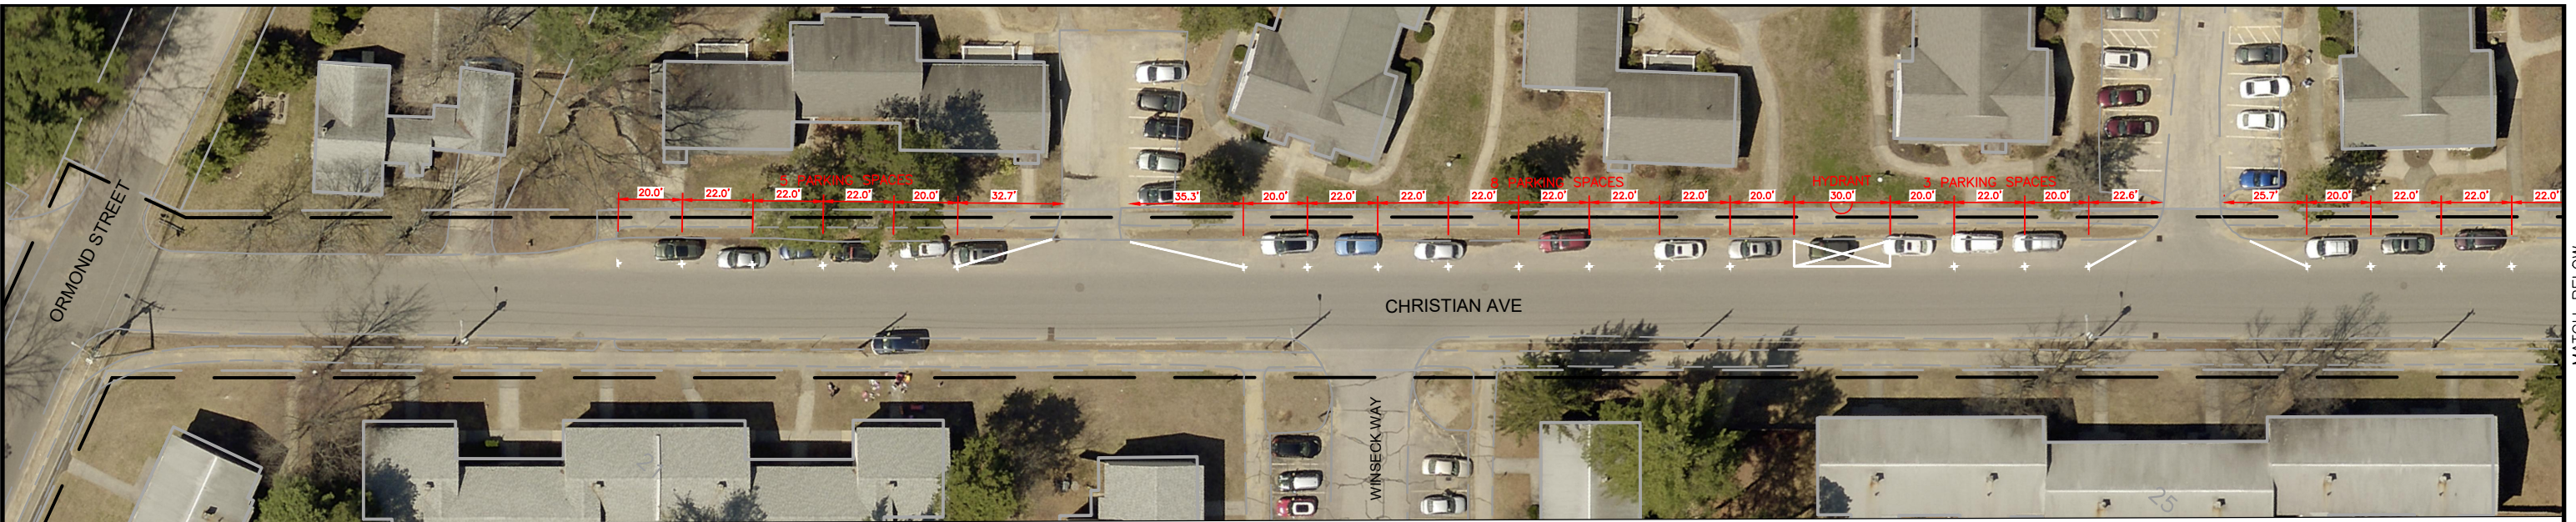 5 PARKING SPACES
8 PARKING SPACES
HYDRANT
3 PARKING SPACES
20.0' 22.0' 22.0' 22.0' 20.0' 32.7' 35.3' 20.0' 22.0' 22.0' 22.0' 22.0' 22.0' 22.0' 20.0' 30.0' 20.0' 22.0' 20.0' 22.6' 25.7' 20.0' 22.0' 22.0' 22.0'
ORMOND STREET
CHRISTIAN AVE
WINSECK WAY
25